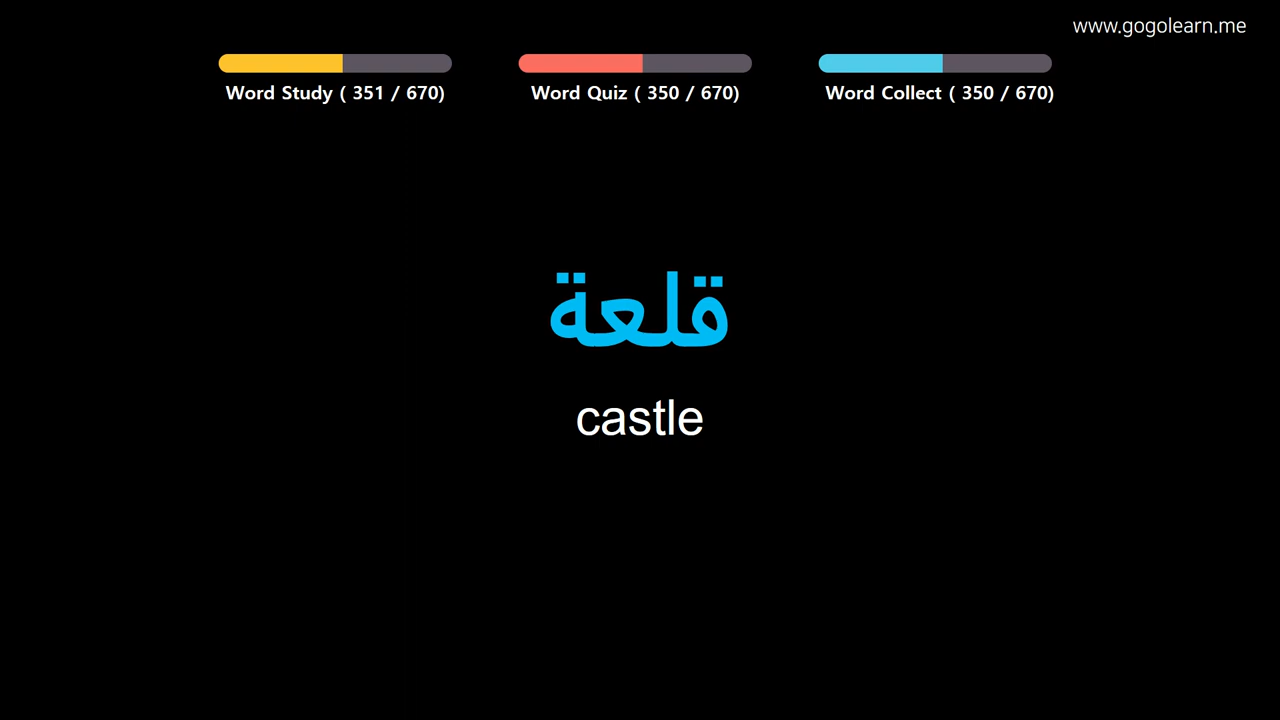 www.gogolearn.me
Word Study ( 351 / 670)
Word Quiz ( 350 / 670)
Word Collect ( 350 / 670)
قلعة
castle